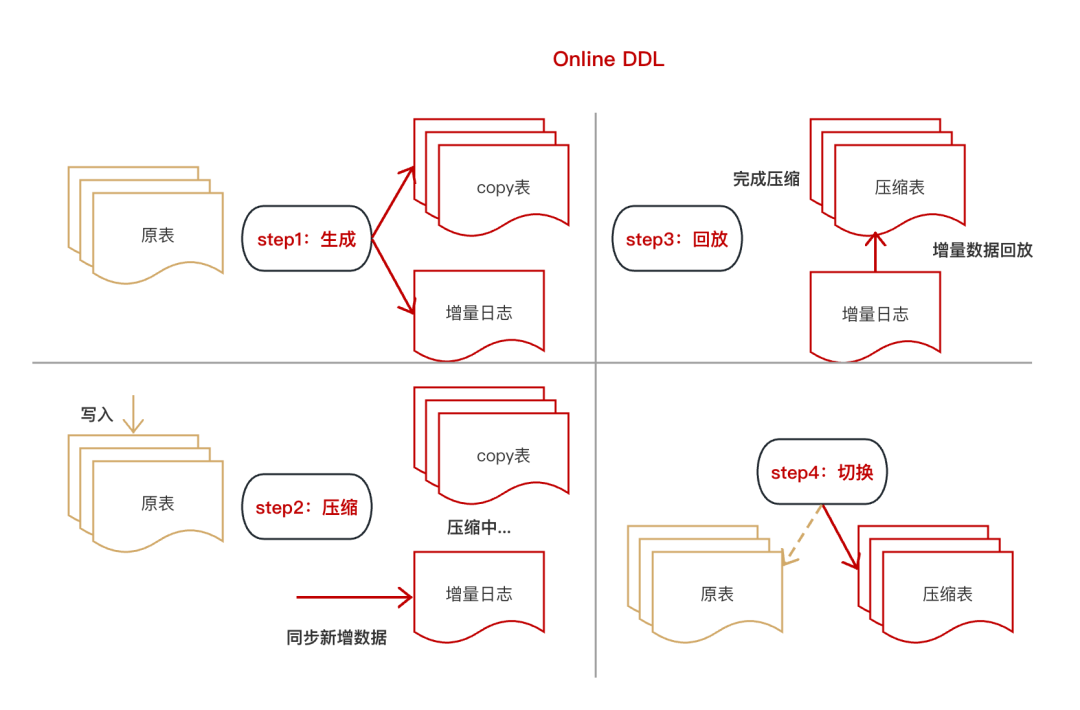 Online DDL
原表
step1：生成
copy表
增量日志
写入
原表
step2：压缩
copy表
压缩中...
增量日志
同步新增数据
完成压缩
压缩表
step3：回放
增量数据回放
增量日志
step4：切换
原表
压缩表